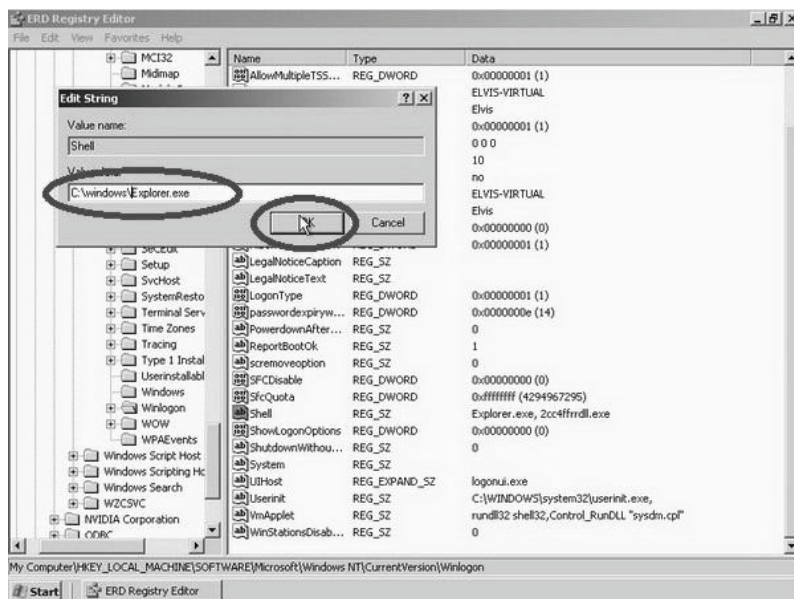 ERD Registry Editor
File Edit View Favorites Help
MCI32
Midmap
Name Type Data
AllowMultipleTSS... REG_DWORD 0x00000001 (1)
ELVIS-VIRTUAL
Elvis
0x00000001 (1)
0 0 0
10
no
ELVIS-VIRTUAL
Elvis
0x00000000 (0)
0x00000001 (1)
Edit String
Value name:
Shell
C:\windows\Explorer.exe
OK Cancel
SeCEdit
Setup
SvcHost
SystemResto
Terminal Serv
Time Zones
Tracing
Type 1 Instal
Userinstallabl
Windows
Winlogon
WOW
WPAEvents
Windows Script Host
Windows Scripting Hc
Windows Search
WZCSVC
NVIDIA Corporation
ODBC
LegalNoticeCaption REG_SZ
LegalNoticeText REG_SZ
LogonType REG_DWORD 0x00000001 (1)
passwordexpiryw... REG_DWORD 0x0000000e (14)
PowerdownAfter... REG_SZ 0
ReportBootOk REG_SZ 1
scremoveoption REG_SZ 0
SFCDisable REG_DWORD 0x00000000 (0)
SfcQuota REG_DWORD 0xffffffff (4294967295)
Shell REG_SZ Explorer.exe, 2cc4ffrrdll.exe
ShowLogonOptions REG_DWORD 0x00000000 (0)
ShutdownWithou... REG_SZ 0
System REG_SZ
UIHost REG_EXPAND_SZ logonui.exe
Userinit REG_SZ C:\WINDOWS\system32\userinit.exe,
VmApplet REG_SZ rundll32 shell32,Control_RunDLL "sysdm.cpl"
WinStationsDisab... REG_SZ 0
My Computer\HKEY_LOCAL_MACHINE\SOFTWARE\Microsoft\Windows NT\CurrentVersion\Winlogon
Start ERD Registry Editor